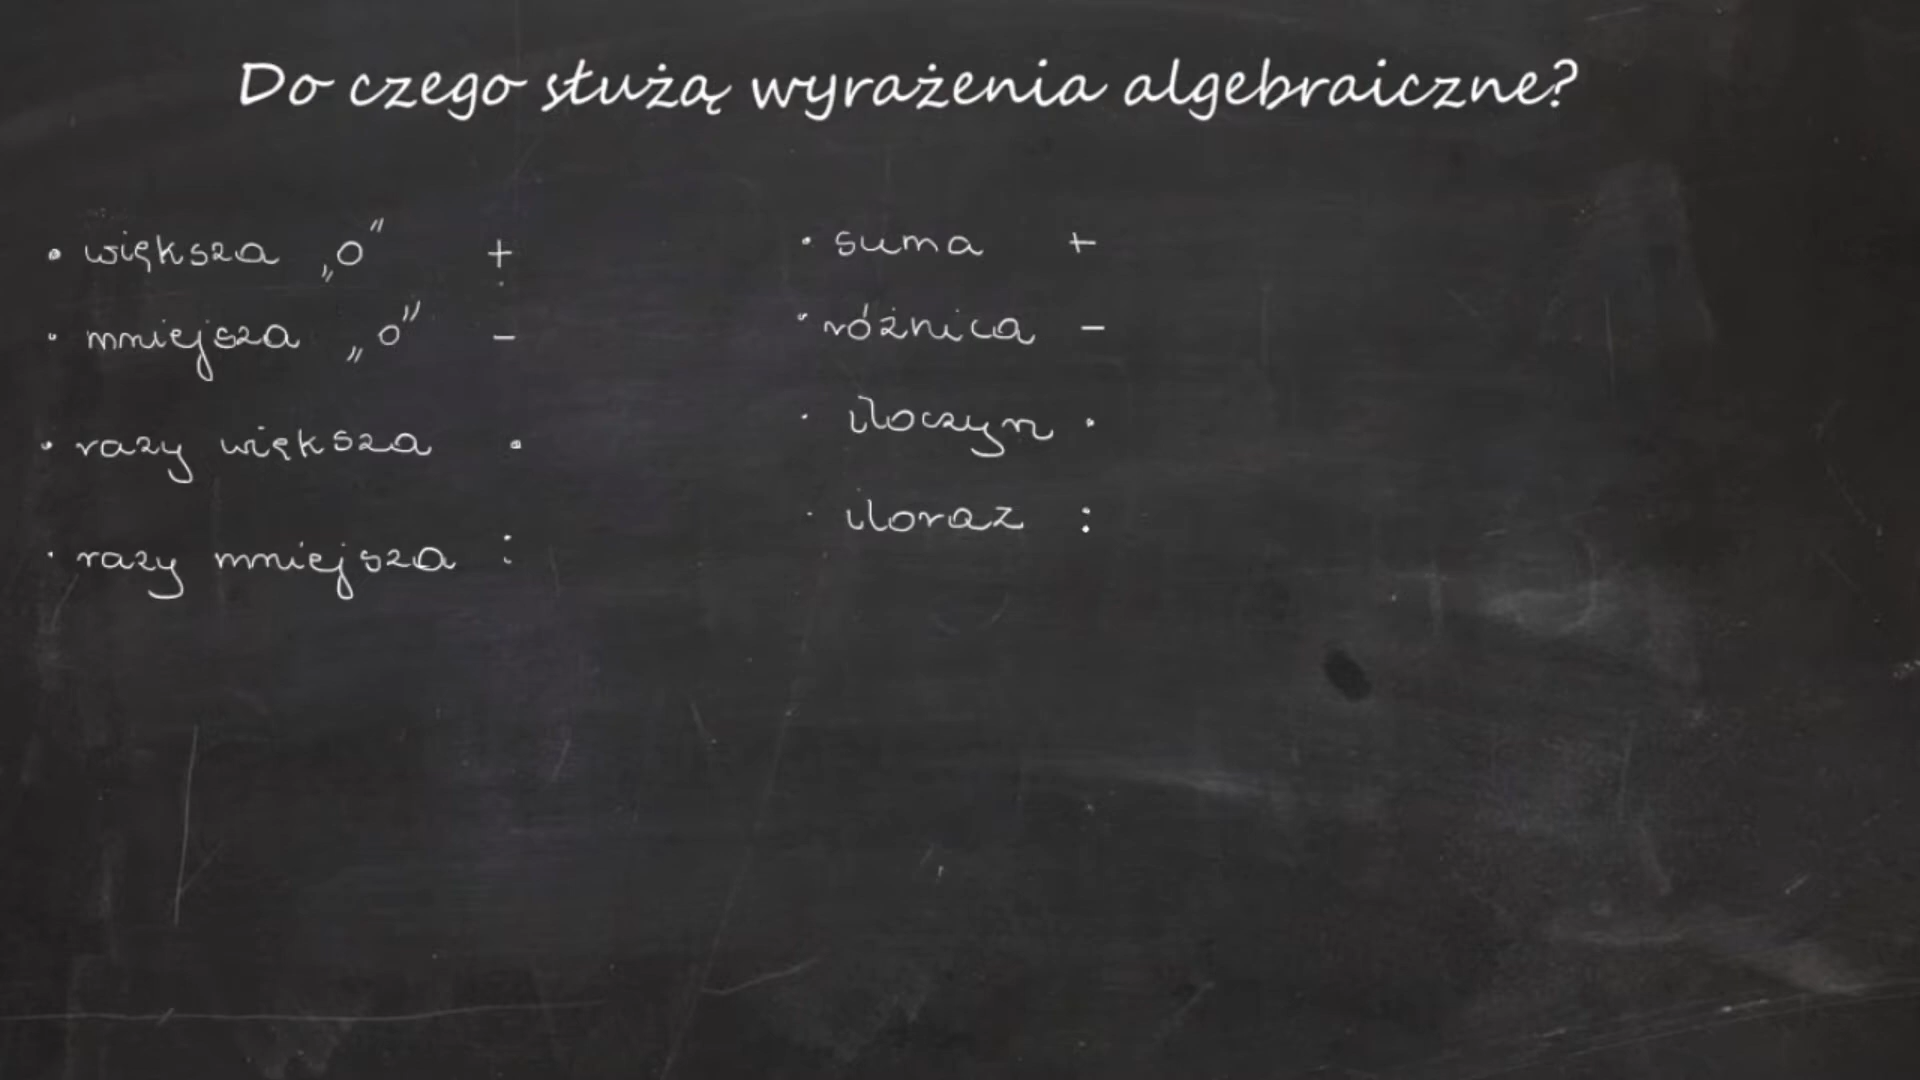 Do czego służą wyrażenia algebraiczne?
• większa „o” +
• mniejsza „o” -
• razy większa •
• razy mniejsza :
• suma +
• różnica -
• iloczyn •
• iloraz :